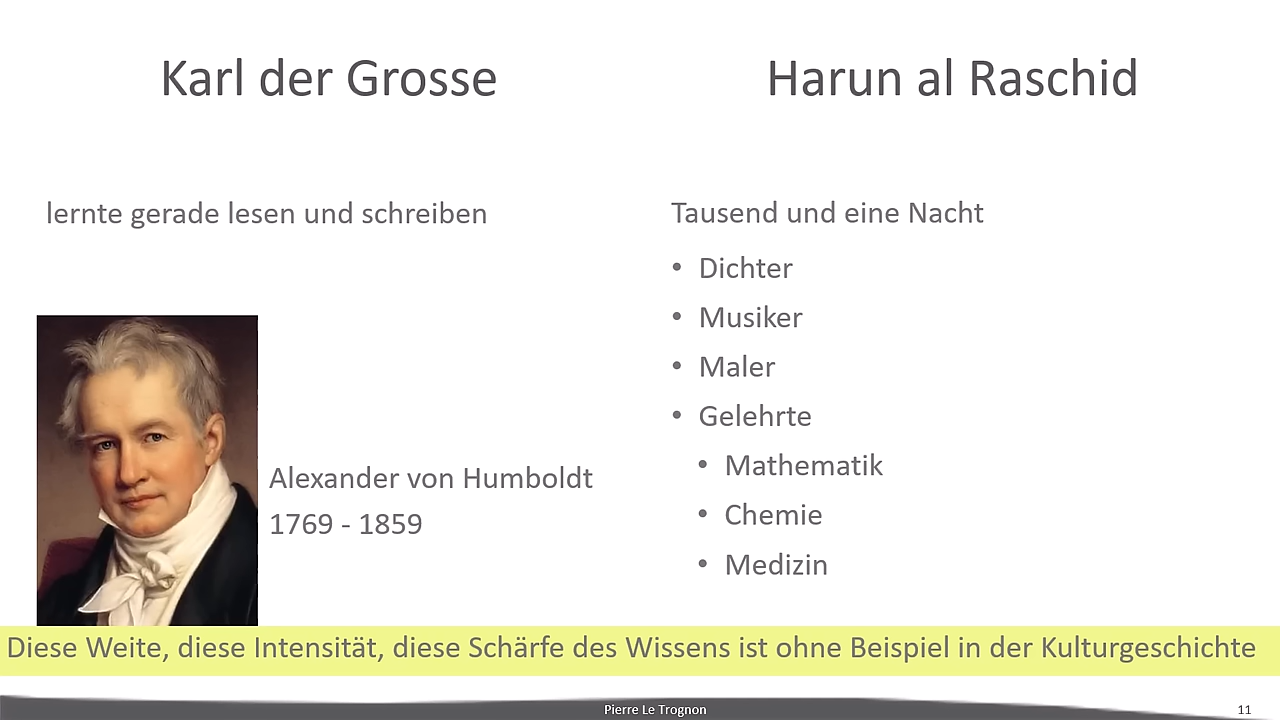 Karl der Grosse
lernte gerade lesen und schreiben
Alexander von Humboldt
1769 - 1859
Harun al Raschid
Tausend und eine Nacht
• Dichter
• Musiker
• Maler
• Gelehrte
• Mathematik
• Chemie
• Medizin
Diese Weite, diese Intensität, diese Schärfe des Wissens ist ohne Beispiel in der Kulturgeschichte
Pierre Le Trognon
11